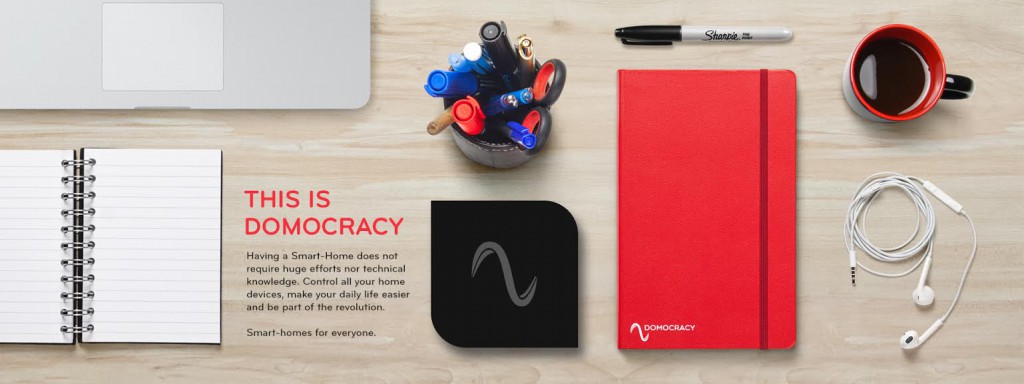 Sharpie
THIS IS
DOMOCRACY
Having a Smart-Home does not
require huge efforts nor technical
knowledge. Control all your home
devices, make your daily life easier
and be part of the revolution.
Smart-homes for everyone.
DOMOCRACY